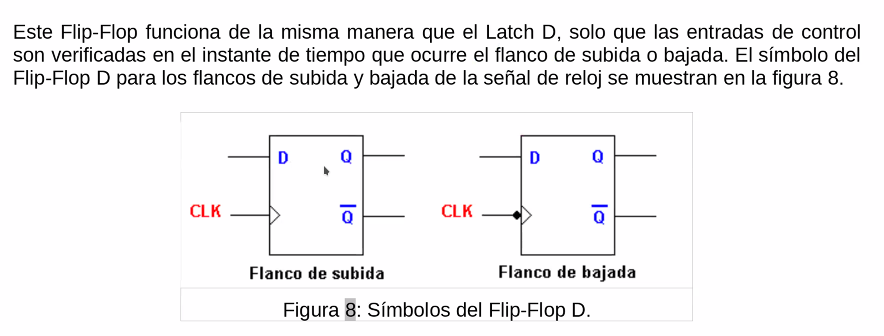 Este Flip-Flop funciona de la misma manera que el Latch D, solo que las entradas de control
son verificadas en el instante de tiempo que ocurre el flanco de subida o bajada. El símbolo del
Flip-Flop D para los flancos de subida y bajada de la señal de reloj se muestran en la figura 8.
D Q D Q
CLK Q̅ CLK Q̅
Flanco de subida Flanco de bajada
Figura 8: Símbolos del Flip-Flop D.